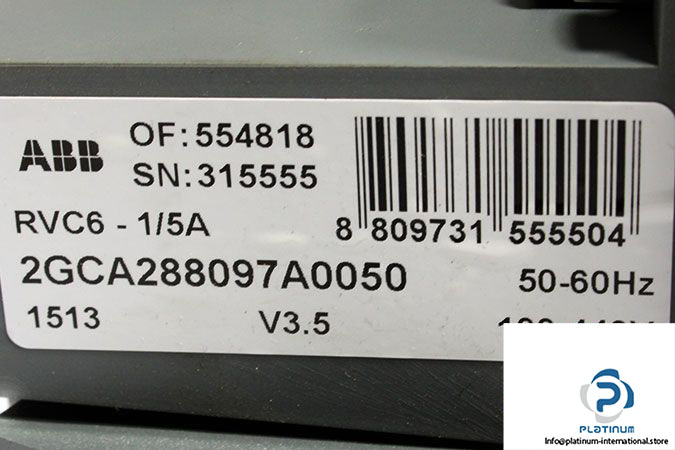 ABB
OF:554818
SN:315555
RVC6 - 1/5A
8 809731 555504
2GCA288097A0050
50-60Hz
1513
V3.5
PLATINUM
Info@platinum-international.store